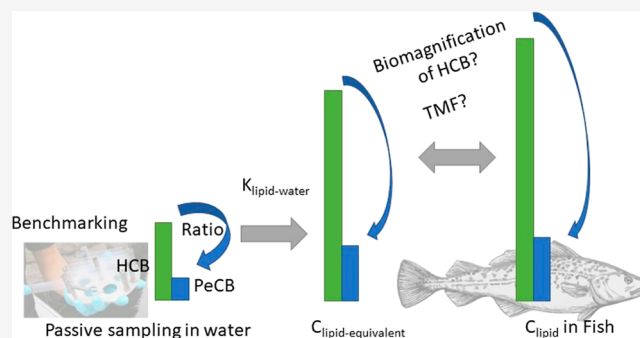 Biomagnification
of HCB?
TMF?
Klipid-water
Benchmarking
Ratio
HCB
PeCB
Passive sampling in water
Clipid-equivalent
Clipid in Fish